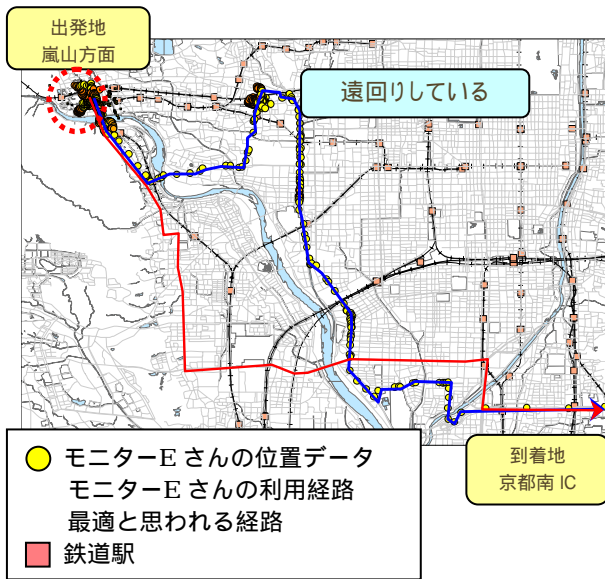 出発地
嵐山方面
遠回りしている
モニターE さんの位置データ
モニターE さんの利用経路
最適と思われる経路
鉄道駅
到着地
京都南 IC